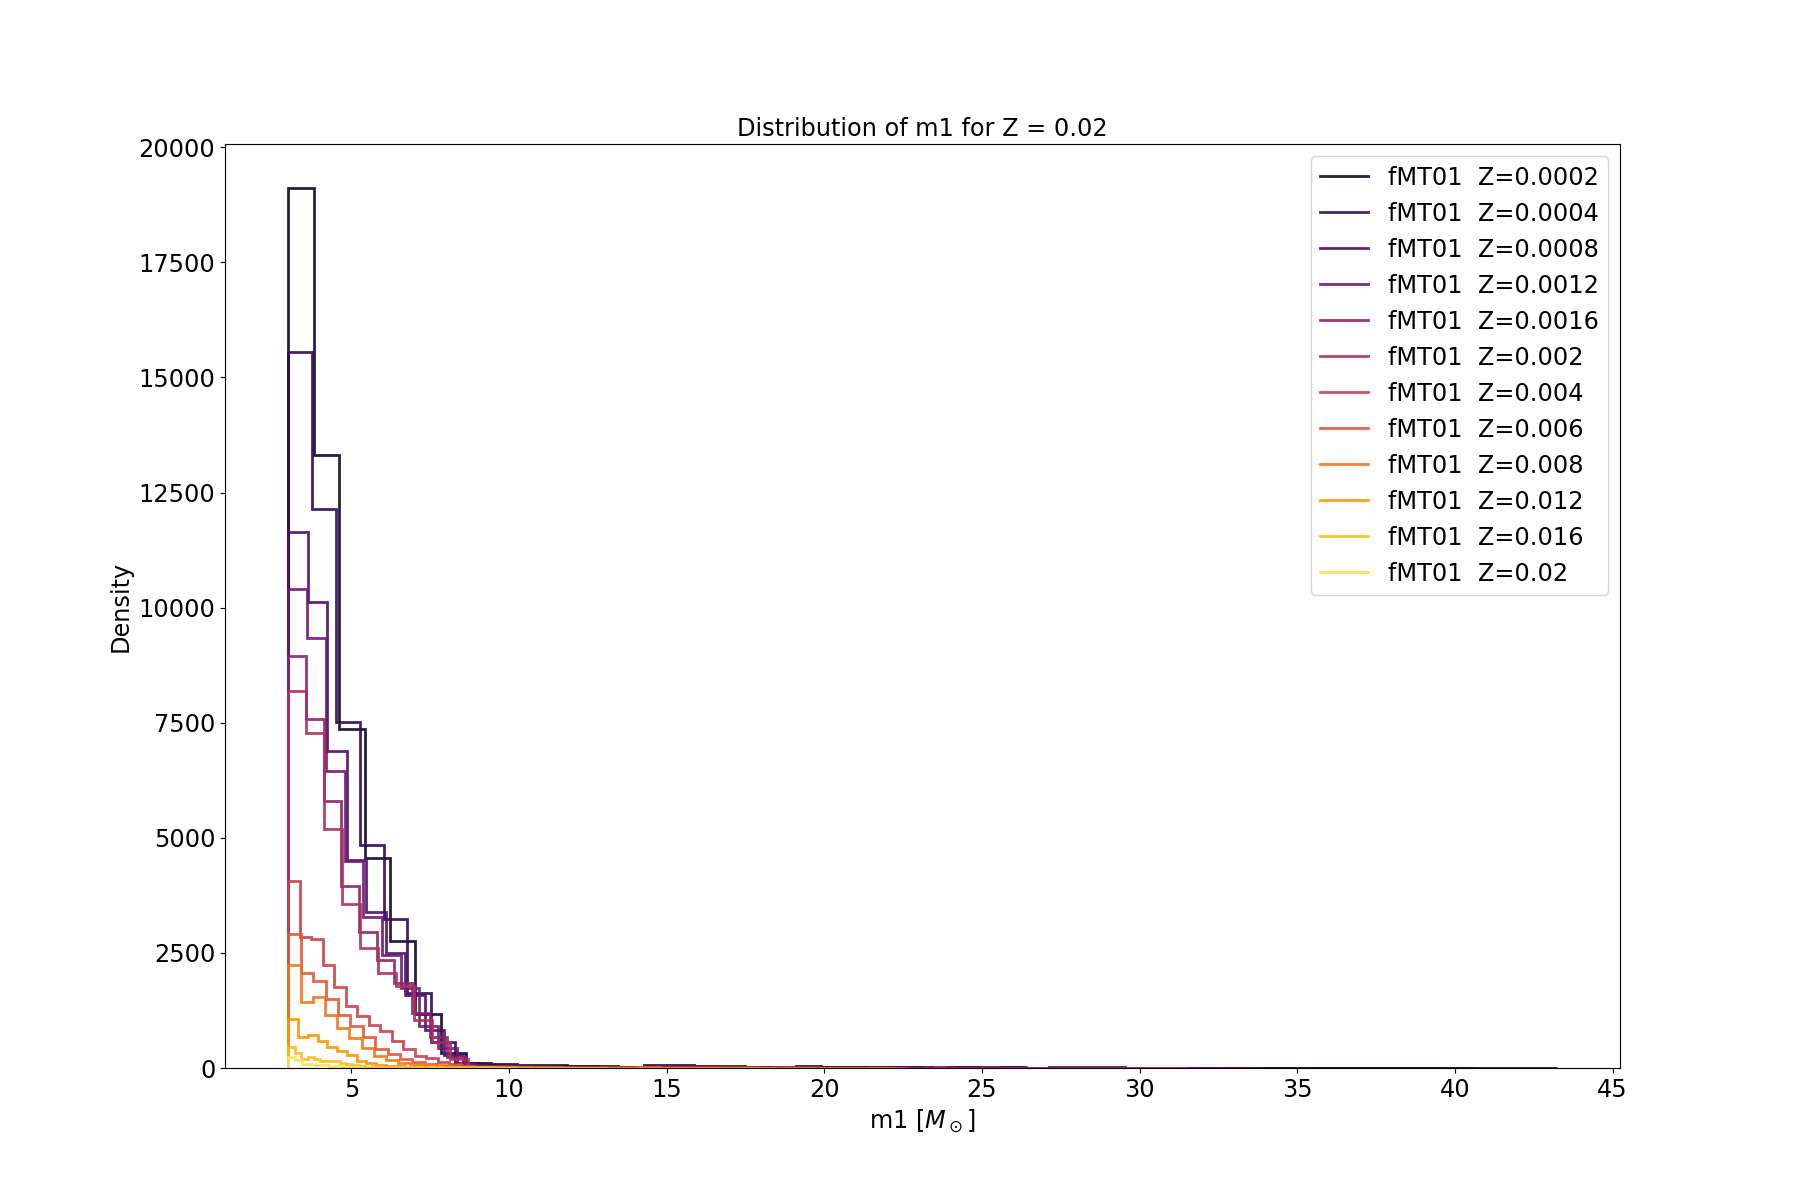 Distribution of m1 for Z = 0.02
20000
17500
15000
12500
10000
7500
5000
2500
0
Density
5
10
15
20
25
30
35
40
45
m1 [M⊙]
fMT01 Z=0.0002
fMT01 Z=0.0004
fMT01 Z=0.0008
fMT01 Z=0.0012
fMT01 Z=0.0016
fMT01 Z=0.002
fMT01 Z=0.004
fMT01 Z=0.006
fMT01 Z=0.008
fMT01 Z=0.012
fMT01 Z=0.016
fMT01 Z=0.02